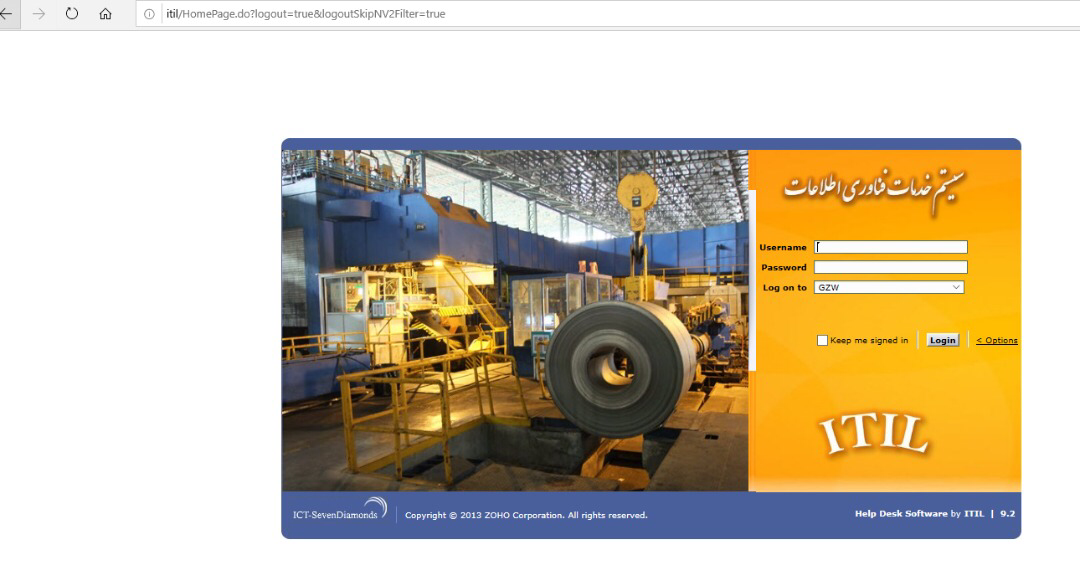 itil/HomePage.do?logout=true&logoutSkipNV2Filter=true
سیستم خدمات فناوری اطلاعات
Username
Password
Log on to GZW
Keep me signed in Login < Options
ITIL
ICT-SevenDiamonds Copyright © 2013 ZOHO Corporation. All rights reserved. Help Desk Software by ITIL | 9.2